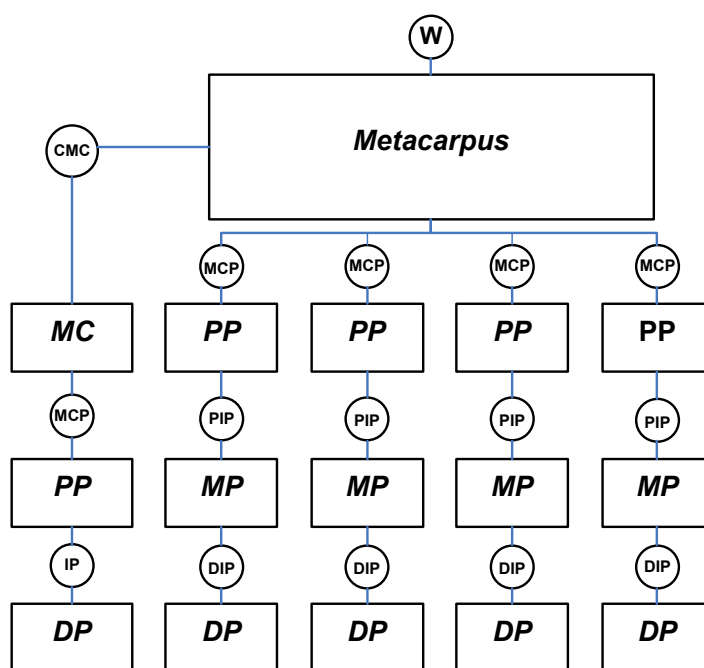 W
Metacarpus
CMC
MCP MCP MCP MCP
MC PP PP PP PP
MCP PIP PIP PIP PIP
PP MP MP MP MP
IP DIP DIP DIP DIP
DP DP DP DP DP